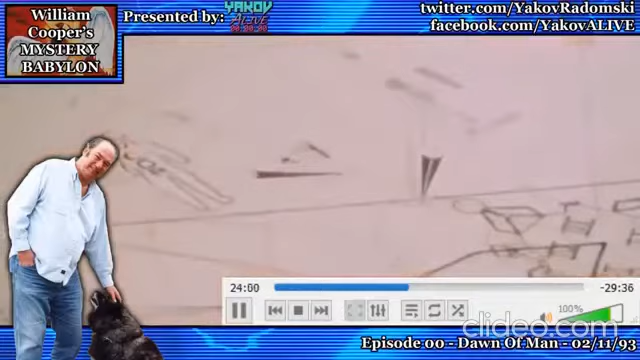 William
Cooper's
MYSTERY
BABYLON
Presented by:
YAKOV
ALIVE
twitter.com/YakovRadomski
facebook.com/YakovALIVE
24:00
-29:36
100%
clideo.com
Episode 00 - Dawn Of Man - 02/11/93